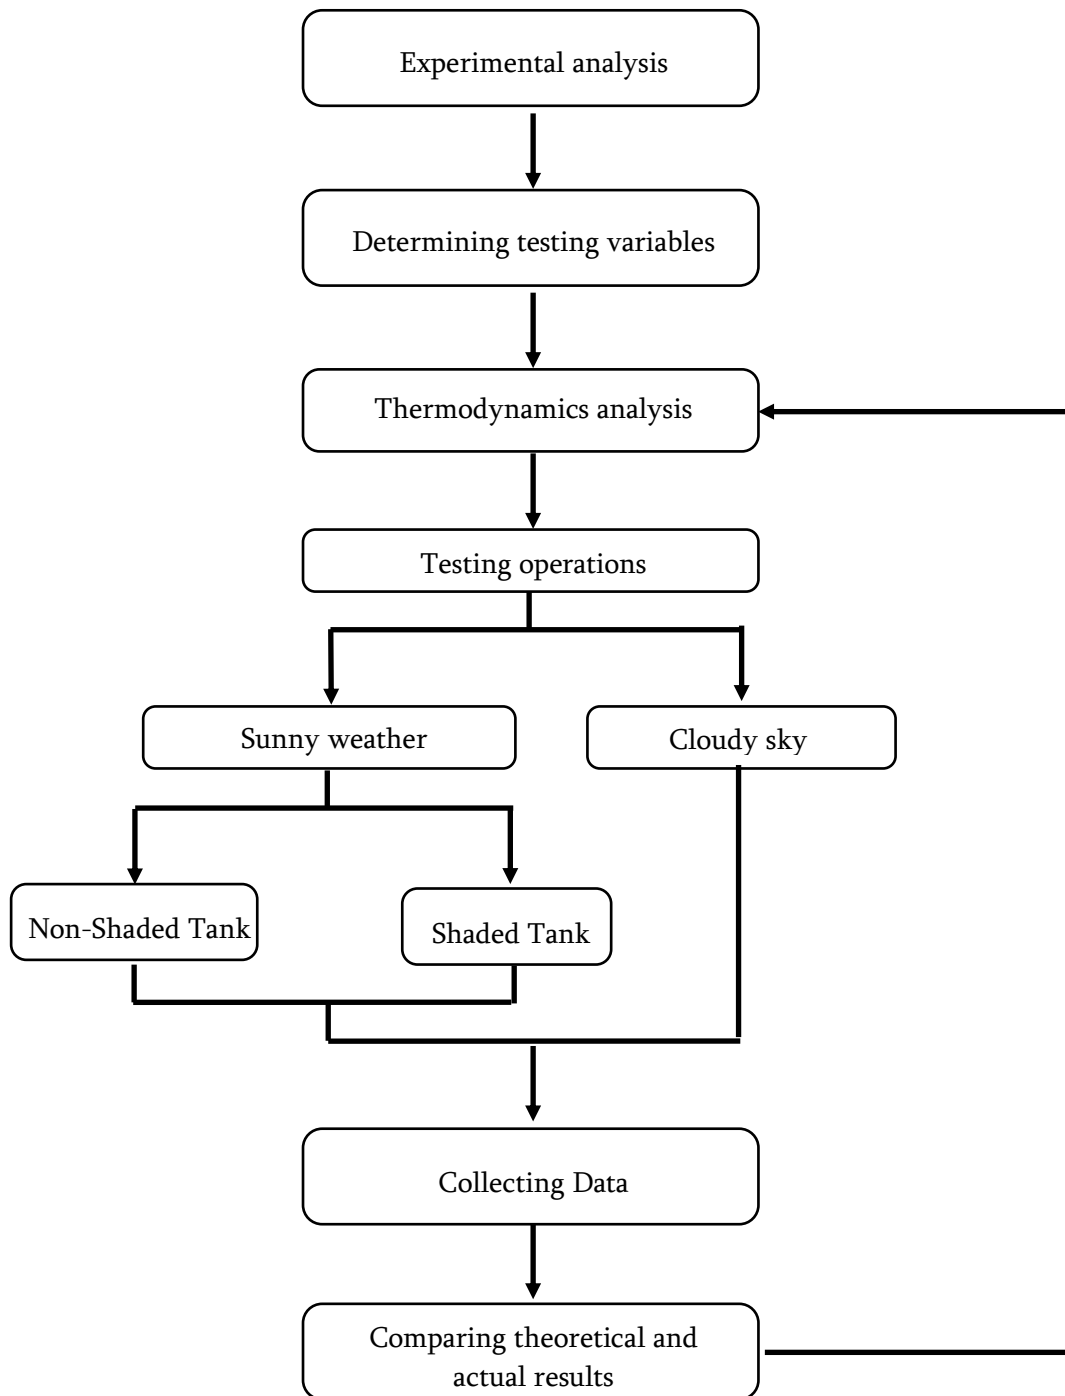 Experimental analysis
Determining testing variables
Thermodynamics analysis
Testing operations
Sunny weather
Cloudy sky
Non-Shaded Tank
Shaded Tank
Collecting Data
Comparing theoretical and
actual results